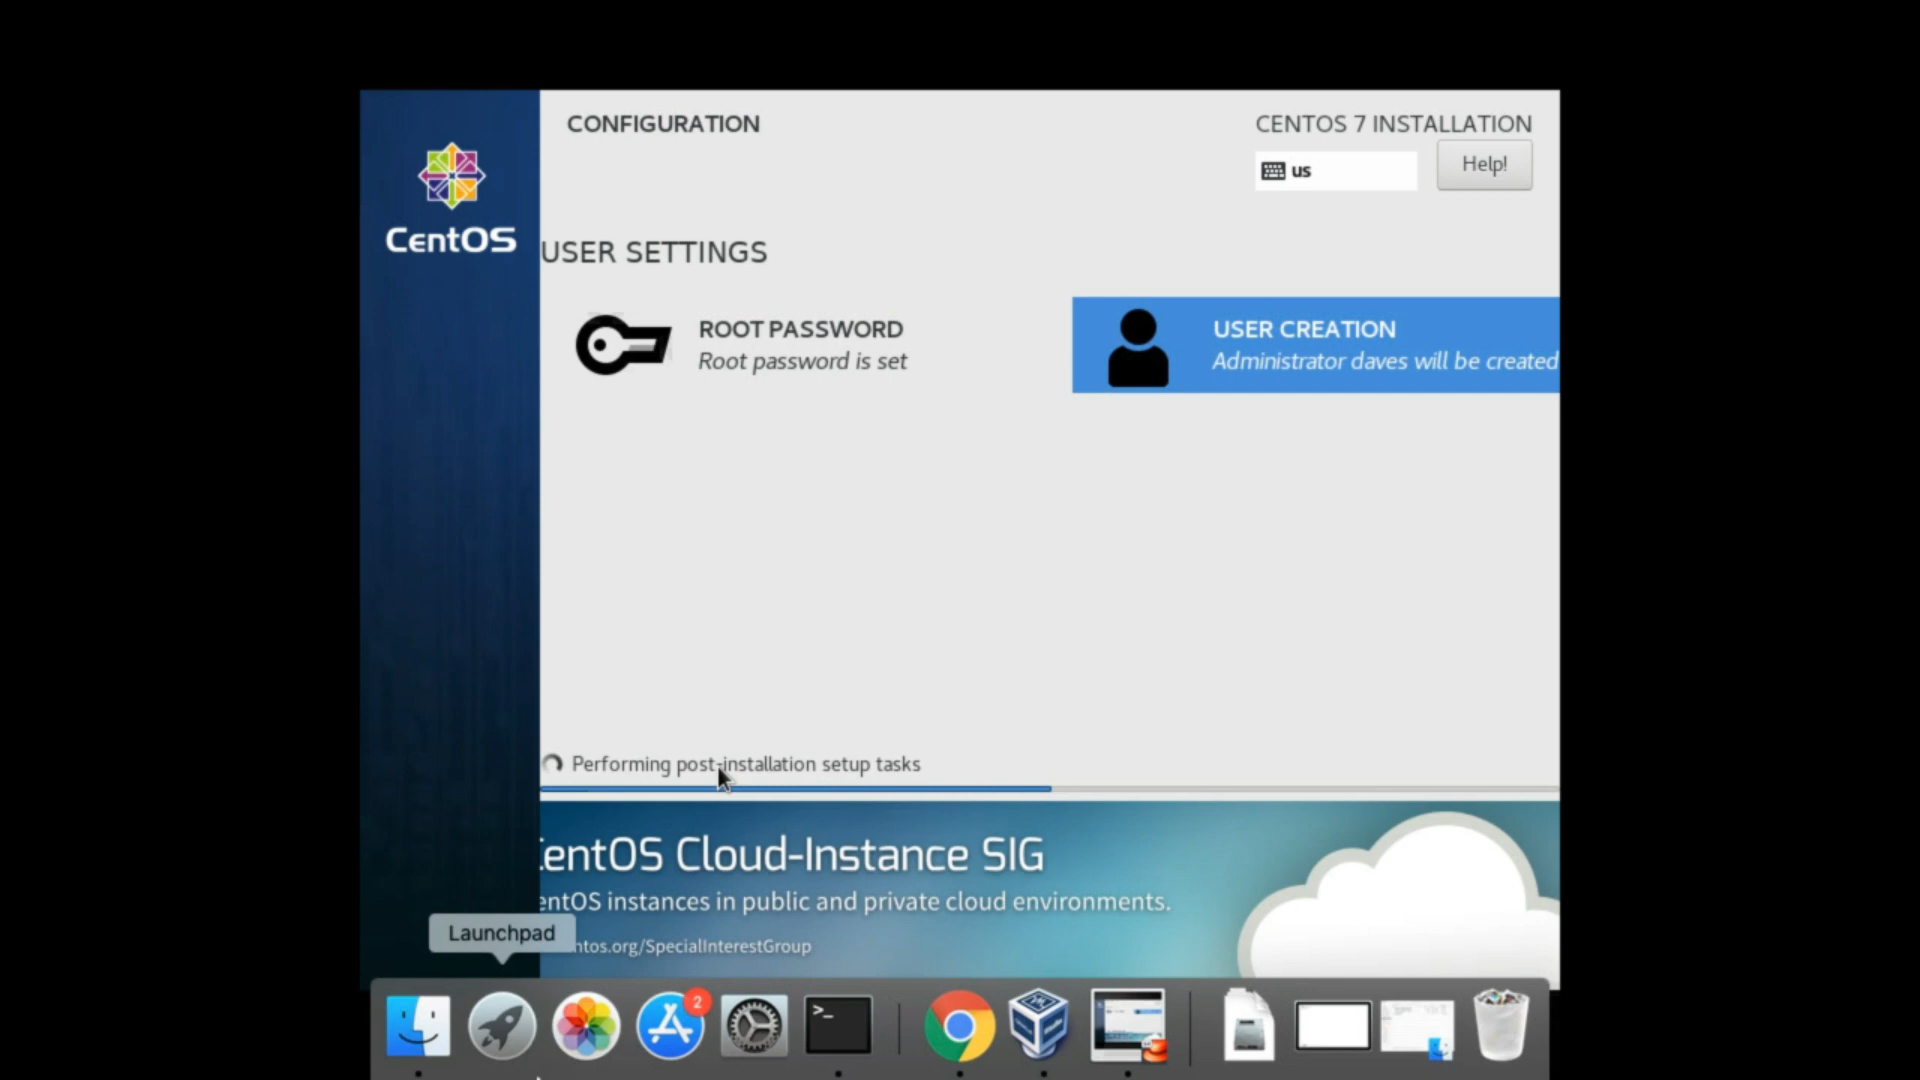 CONFIGURATION
CENTOS 7 INSTALLATION
us
Help!
CentOS
USER SETTINGS
ROOT PASSWORD
Root password is set
USER CREATION
Administrator daves will be created
Performing post-installation setup tasks
CentOS Cloud-Instance SIG
entOS instances in public and private cloud environments.
ntos.org/SpecialInterestGroup
Launchpad
2
>_